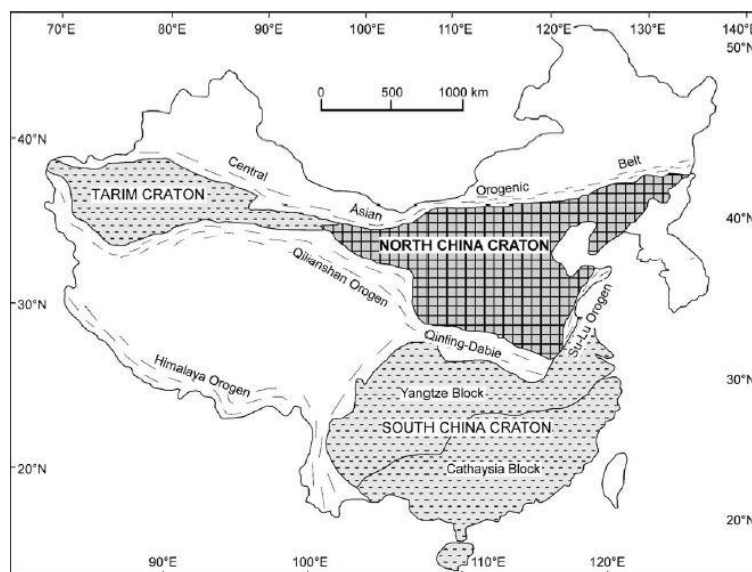 70°E 80°E 90°E 100°E 110°E 120°E 130°E 140°E
50°N
0 500 1000 km
40°N
Central
Asian
Orogenic
Belt
TARIM CRATON
40°N
NORTH CHINA CRATON
Qilianshan Orogen
30°N
Qinling-Dabie
Su-Lu Orogen
Himalaya Orogen
30°N
Yangtze Block
SOUTH CHINA CRATON
Cathaysia Block
20°N
20°N
90°E 100°E 110°E 120°E